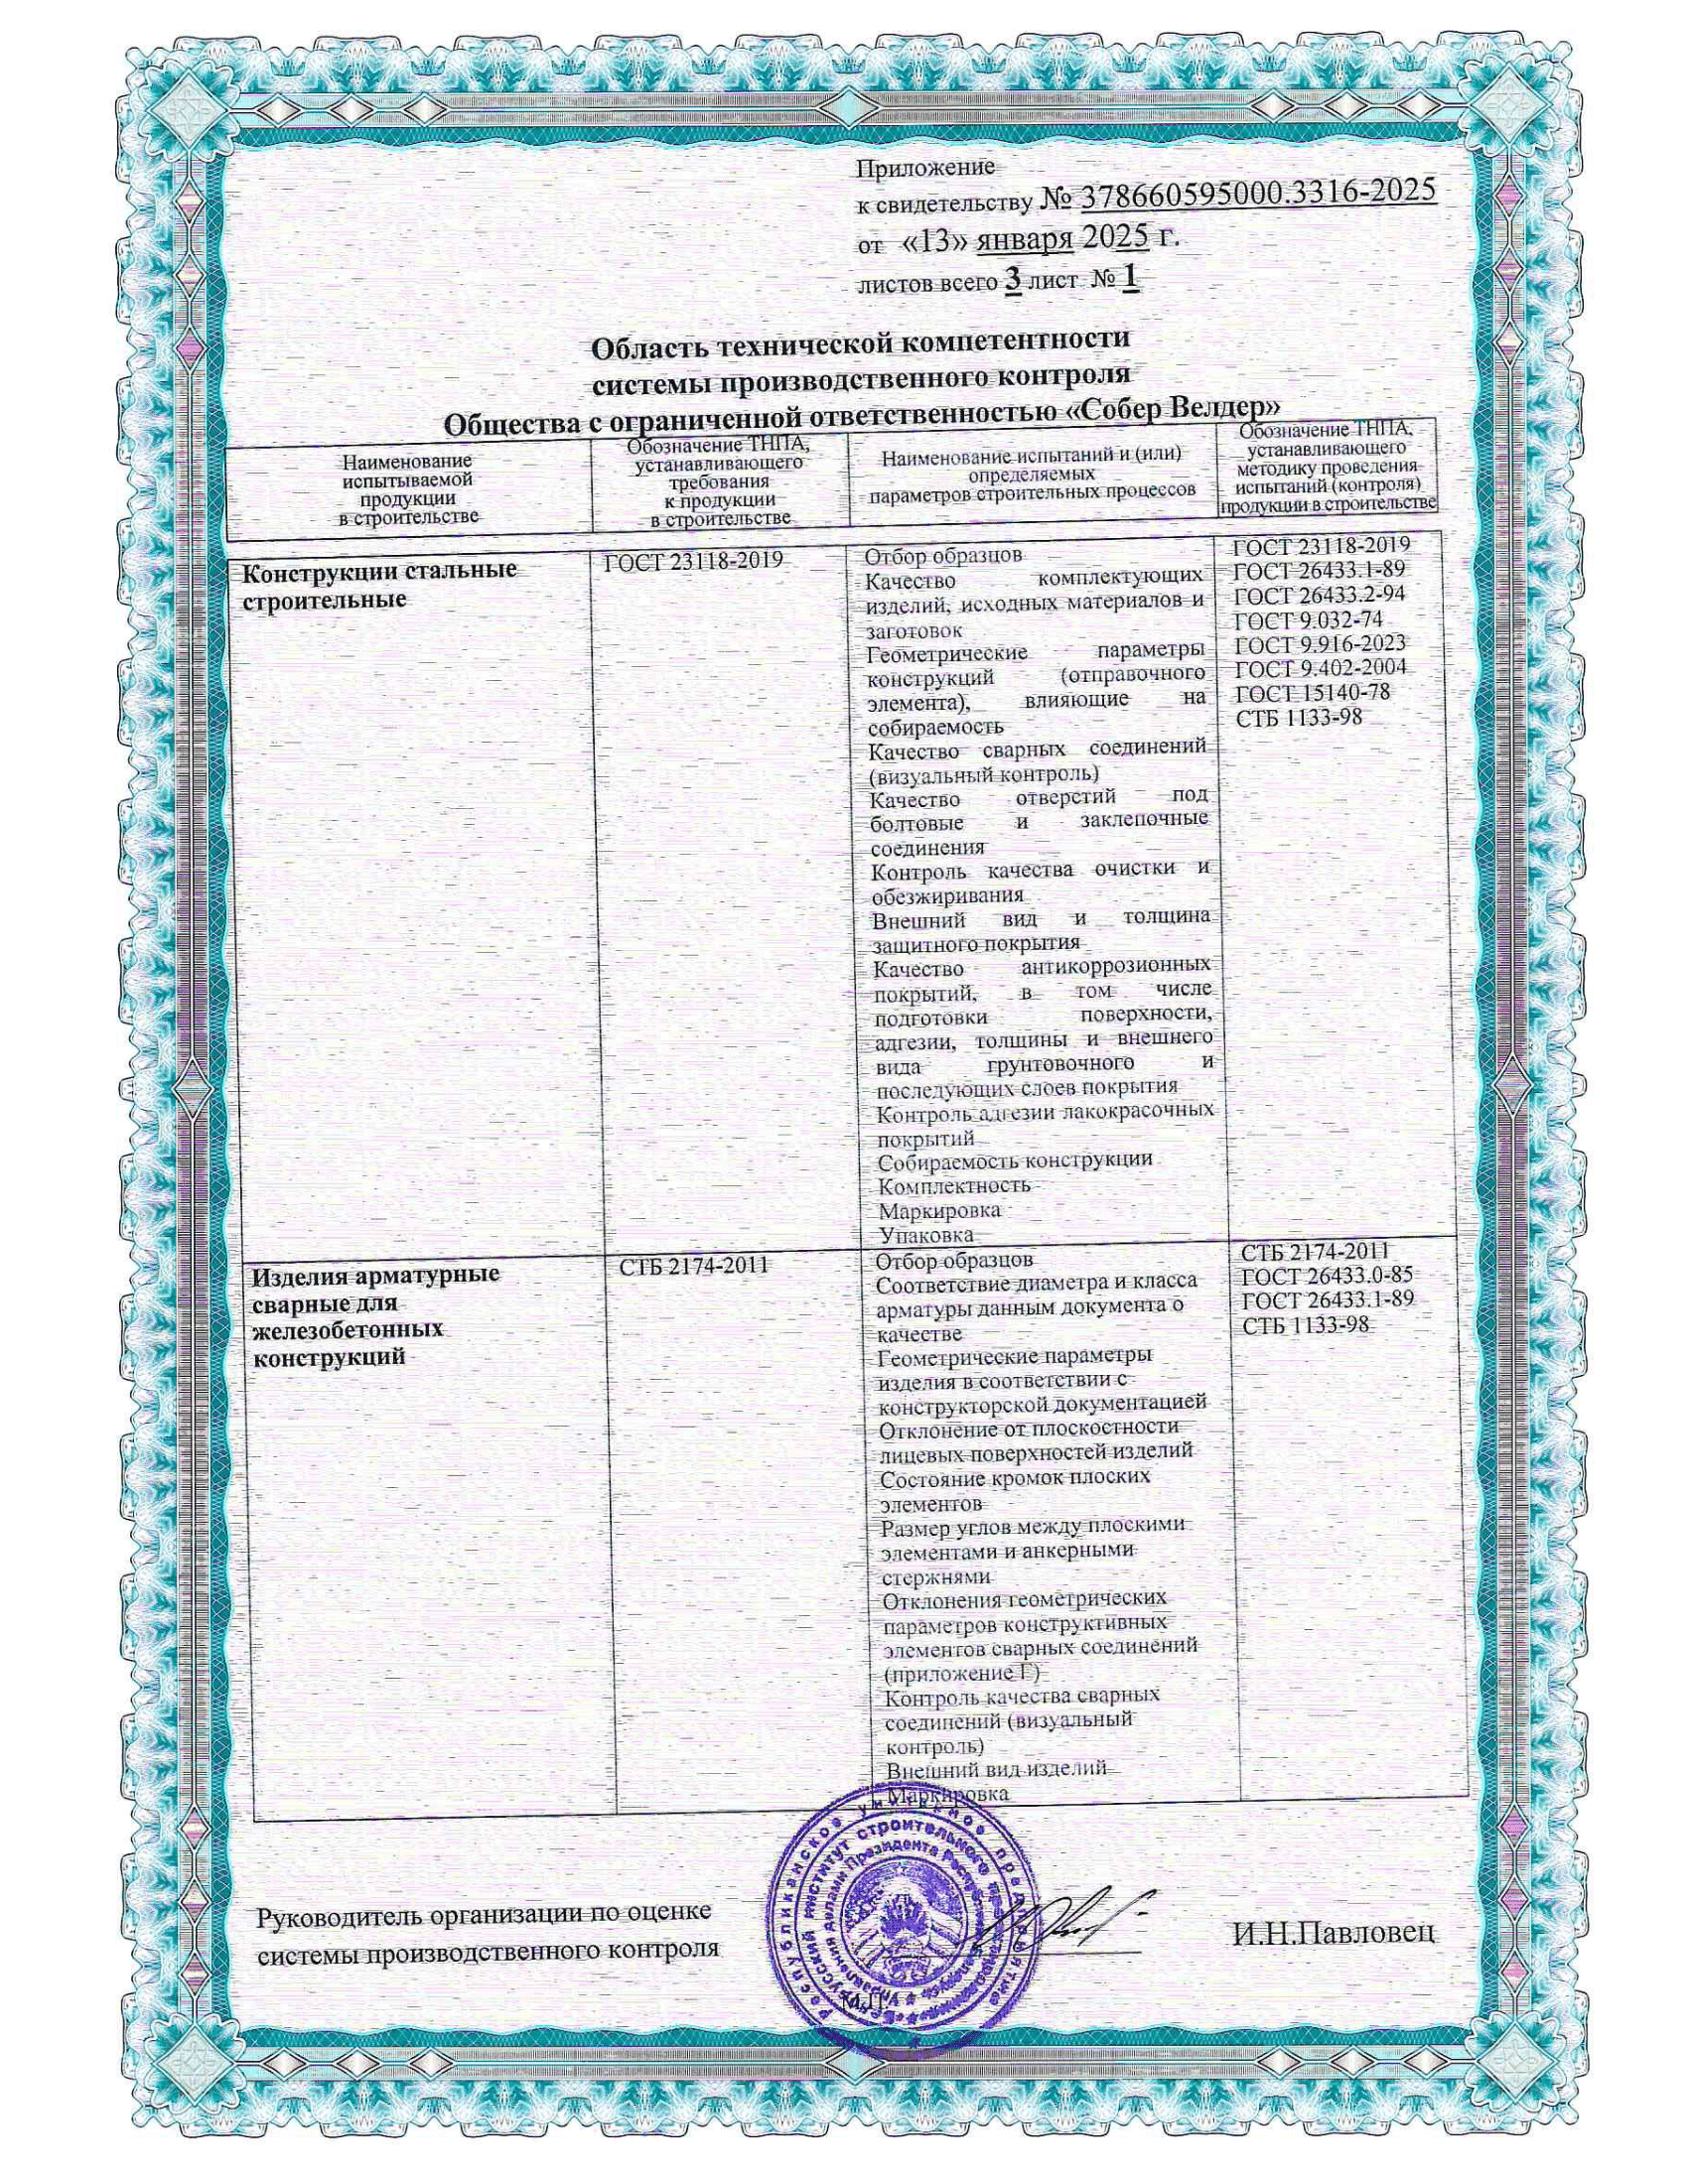 Приложение
к свидетельству № 378660595000.3316-2025
от «13» января 2025 г.
листов всего 3 лист № 1
Область технической компетентности
системы производственного контроля
Общества с ограниченной ответственностью «Собер Велдер»
Наименование
испытываемой
продукции
в строительстве
Обозначение ТНПА,
устанавливающего
требования
к продукции
в строительстве
Наименование испытаний и (или)
определяемых
параметров строительных процессов
Обозначение ТНПА,
устанавливающего
методику проведения
испытаний (контроля)
продукции в строительстве
Конструкции стальные
строительные
ГОСТ 23118-2019
Отбор образцов
Качество комплектующих
изделий, исходных материалов и
заготовок
Геометрические параметры
конструкций (отправочного
элемента), влияющие на
собираемость
Качество сварных соединений
(визуальный контроль)
Качество отверстий под
болтовые и заклепочные
соединения
Контроль качества очистки и
обезжиривания
Внешний вид и толщина
защитного покрытия
Качество антикоррозионных
покрытий, в том числе
подготовки поверхности,
адгезии, толщины и внешнего
вида грунтовочного и
последующих слоев покрытия
Контроль адгезии лакокрасочных
покрытий
Собираемость конструкции
Комплектность
Маркировка
Упаковка
ГОСТ 23118-2019
ГОСТ 26433.1-89
ГОСТ 26433.2-94
ГОСТ 9.032-74
ГОСТ 9.916-2023
ГОСТ 9.402-2004
ГОСТ 15140-78
СТБ 1133-98
Изделия арматурные
сварные для
железобетонных
конструкций
СТБ 2174-2011
Отбор образцов
Соответствие диаметра и класса
арматуры данным документа о
качестве
Геометрические параметры
изделия в соответствии с
конструкторской документацией
Отклонение от плоскостности
лицевых поверхностей изделий
Состояние кромок плоских
элементов
Размер углов между плоскими
элементами и анкерными
стержнями
Отклонения геометрических
параметров конструктивных
элементов сварных соединений
(приложение Г)
Контроль качества сварных
соединений (визуальный
контроль)
Внешний вид изделий
Маркировка
СТБ 2174-2011
ГОСТ 26433.0-85
ГОСТ 26433.1-89
СТБ 1133-98
Руководитель организации по оценке
системы производственного контроля
И.Н.Павловец
М.П.
Республиканское унитарное предприятие
институт строительного
Управления делами Президента Республики